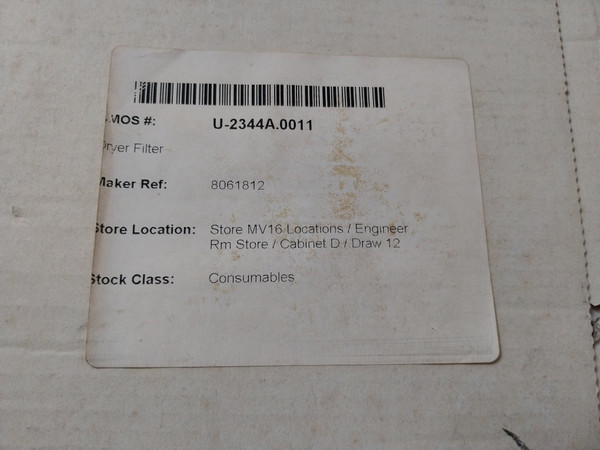 MOS #: U-2344A.0011
Dryer Filter
Maker Ref: 8061812
Store Location: Store MV16 Locations / Engineer
Rm Store / Cabinet D / Draw 12
Stock Class: Consumables